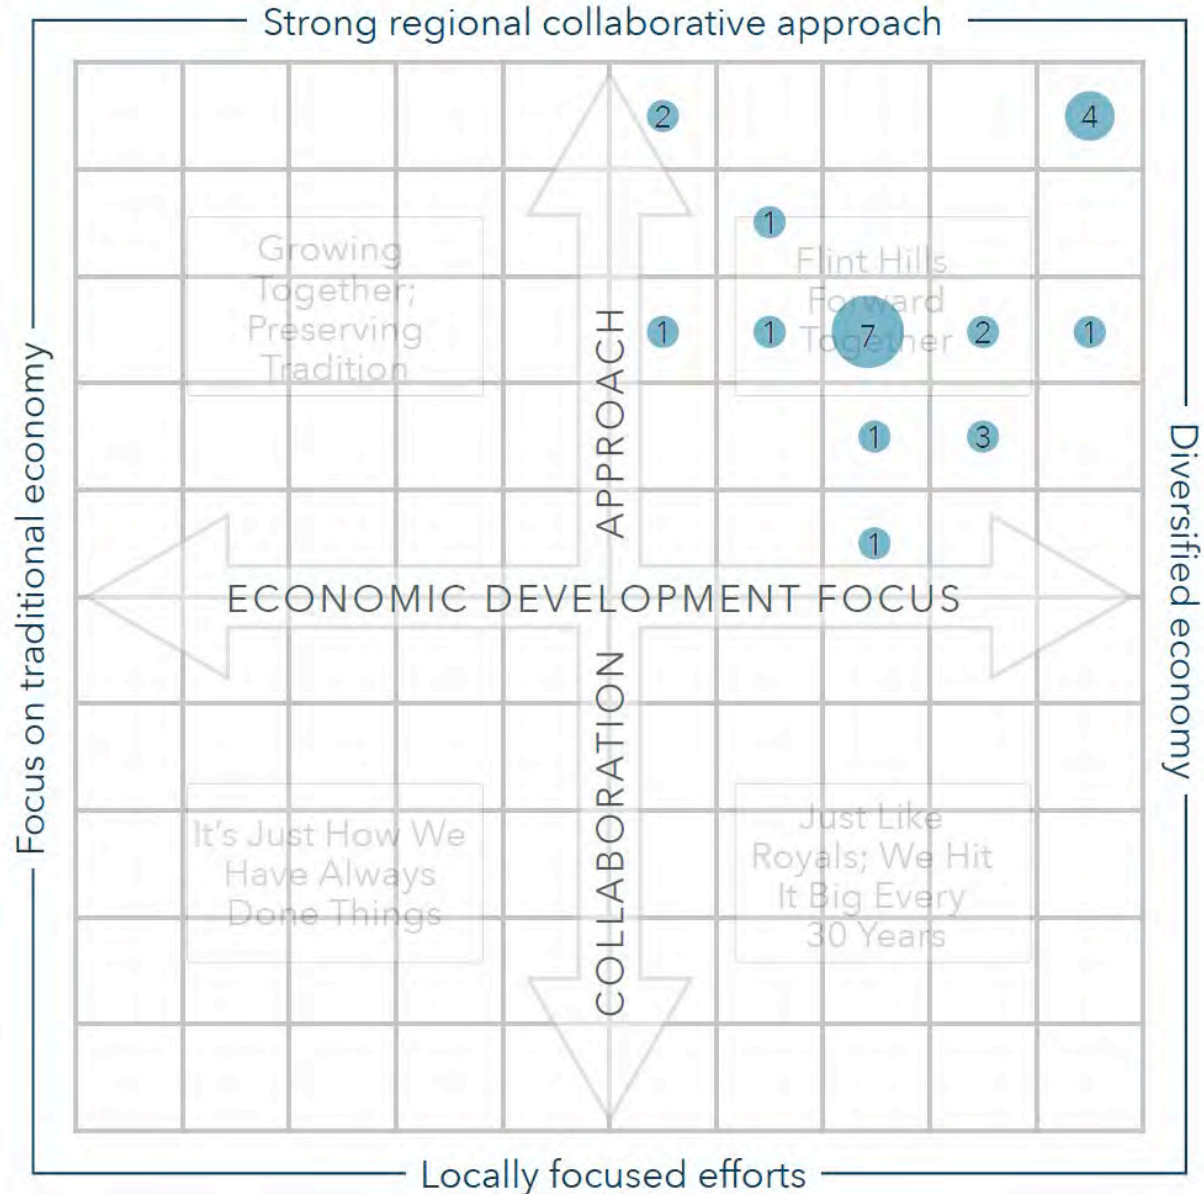 Strong regional collaborative approach
2
4
1
Growing
Together;
Preserving
Tradition
Flint Hills
Forward
Together
1
1
7
2
1
1
3
1
APPROACH
Focus on traditional economy
Diversified economy
ECONOMIC DEVELOPMENT FOCUS
COLLABORATION
It's Just How We
Have Always
Done Things
Just Like
Royals; We Hit
It Big Every
30 Years
Locally focused efforts